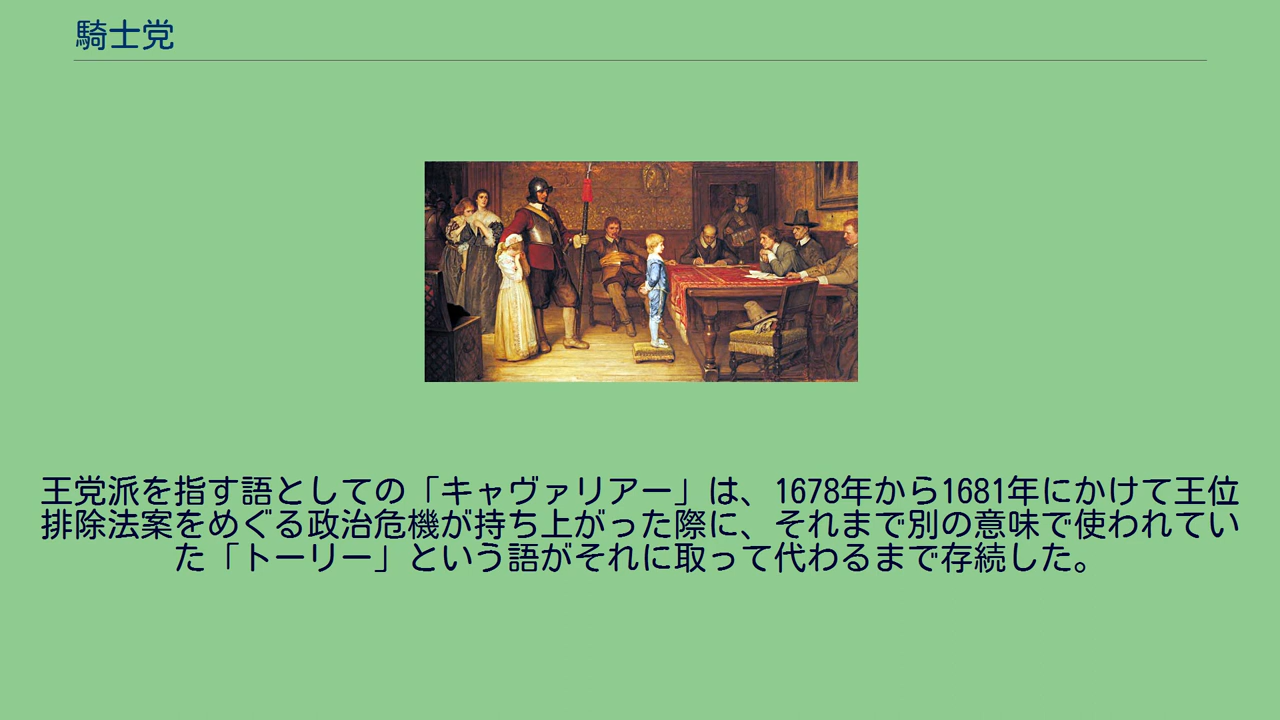 騎士党
王党派を指す語としての「キャヴァリアー」は、1678年から1681年にかけて王位
排除法案をめぐる政治危機が持ち上がった際に、それまで別の意味で使われてい
た「トーリー」という語がそれに取って代わるまで存続した。